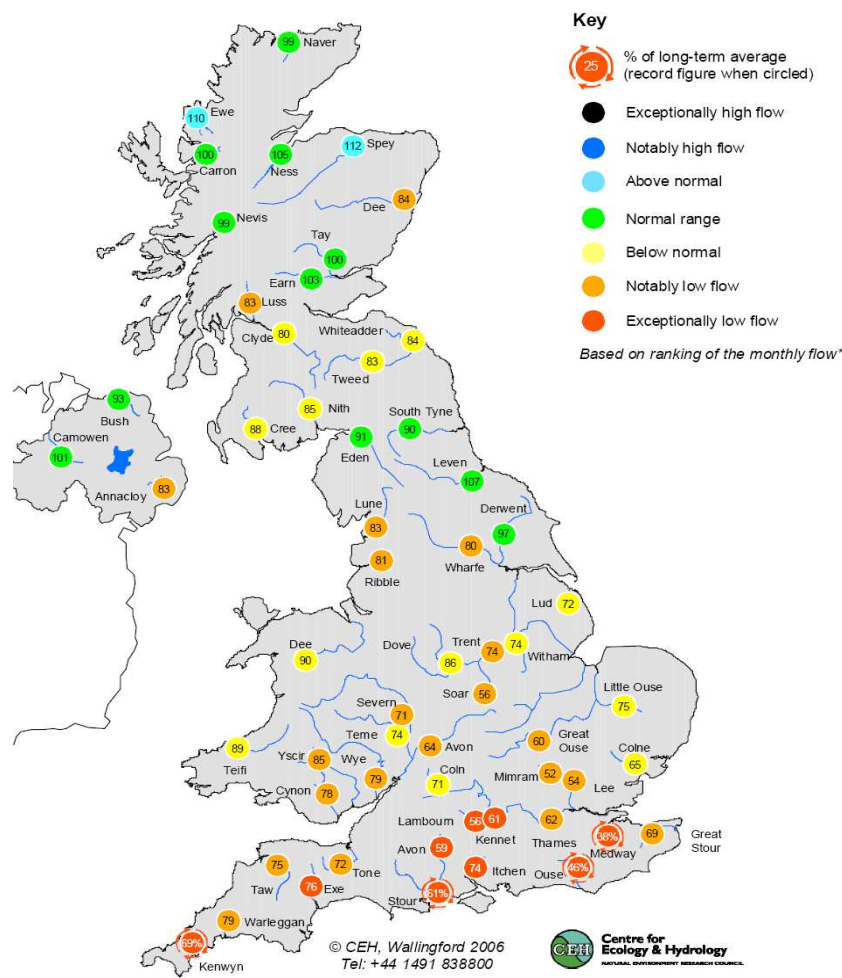 Key
25
% of long-term average
(record figure when circled)
Exceptionally high flow
Notably high flow
Above normal
Normal range
Below normal
Notably low flow
Exceptionally low flow
Based on ranking of the monthly flow*
99 Naver
Ewe
110
100
Carron
105
Ness
112 Spey
84
Dee
99 Nevis
Tay
100
Earn 103
83 Luss
Clyde 80
Whiteadder
84
83
Tweed
85 Nith
88 Cree
South Tyne
90
91
Eden
Leven
107
93
Bush
Camowen
101
Annacloy 83
Lune
83
81
Ribble
Derwent
97
80
Wharfe
Lud 72
Dee
90
Dove
86
Trent
74
74
Witham
Soar 56
Little Ouse
75
Severn
71
Teme 74
89
Teifi
Yscir
85
Wye
79
Cynon 78
64 Avon
Coln
71
60 Great
Ouse
Mimram 52
54
Lee
Colne
65
Lambourn 56
61
Kennet
62
Thames
38%
Medway
69 Great
Stour
Avon
59
74 Itchen
Ouse 46%
Stour 61%
75
Taw
72
Tone
76 Exe
79 Warleggan
69%
Kenwyn
© CEH, Wallingford 2006
Tel: +44 1491 838800
CEH
Centre for
Ecology & Hydrology
NATURAL ENVIRONMENT RESEARCH COUNCIL